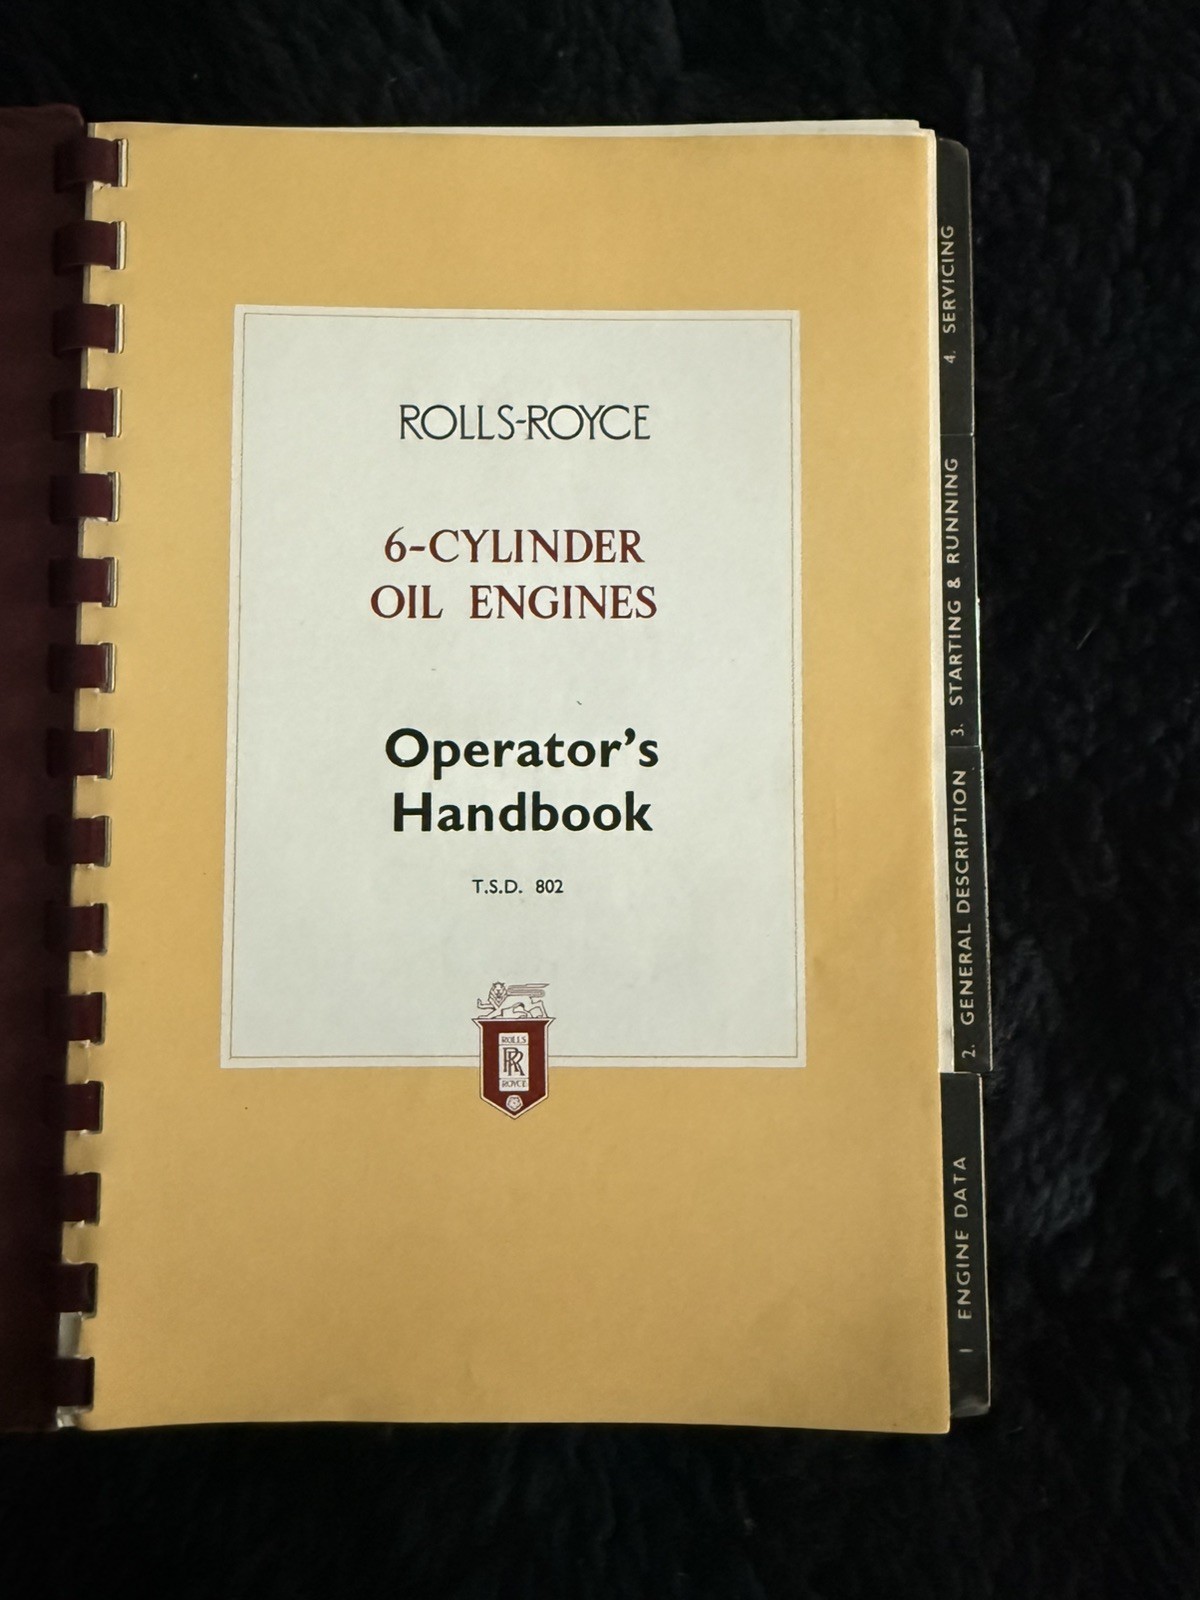 ROLLS-ROYCE
6-CYLINDER
OIL ENGINES
Operator's
Handbook
T.S.D. 802
ROLLS
RR
ROYCE
4. SERVICING
3. STARTING & RUNNING
2. GENERAL DESCRIPTION
1 ENGINE DATA